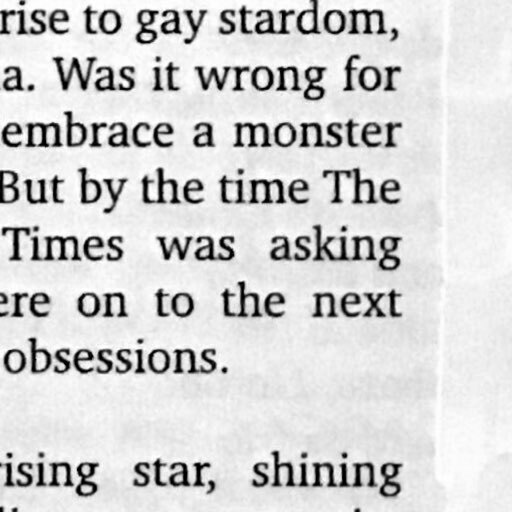 rise to gay stardom,
a. Was it wrong for
embrace a monster
But by the time The
Times was asking
ere on to the next
obsessions.
rising star, shining